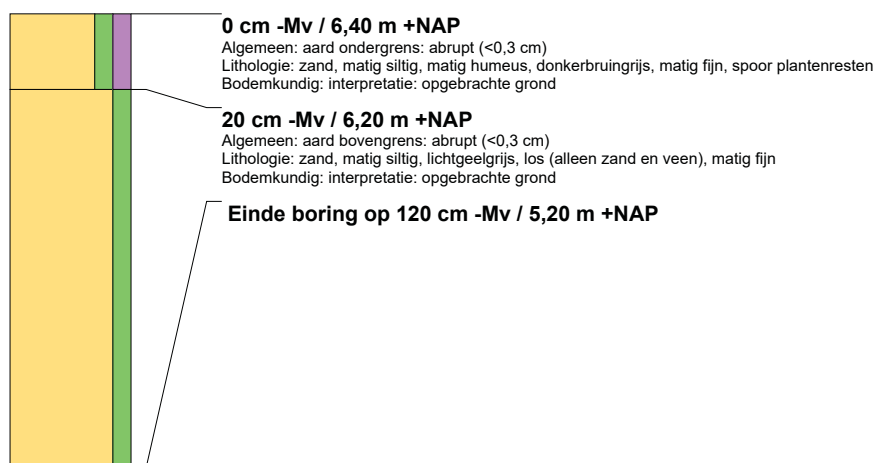 0 cm -Mv / 6,40 m +NAP
Algemeen: aard ondergrens: abrupt (<0,3 cm)
Lithologie: zand, matig siltig, matig humeus, donkerbruingrijs, matig fijn, spoor plantenresten
Bodemkundig: interpretatie: opgebrachte grond
20 cm -Mv / 6,20 m +NAP
Algemeen: aard bovengrens: abrupt (<0,3 cm)
Lithologie: zand, matig siltig, lichtgeelgrijs, los (alleen zand en veen), matig fijn
Bodemkundig: interpretatie: opgebrachte grond
Einde boring op 120 cm -Mv / 5,20 m +NAP